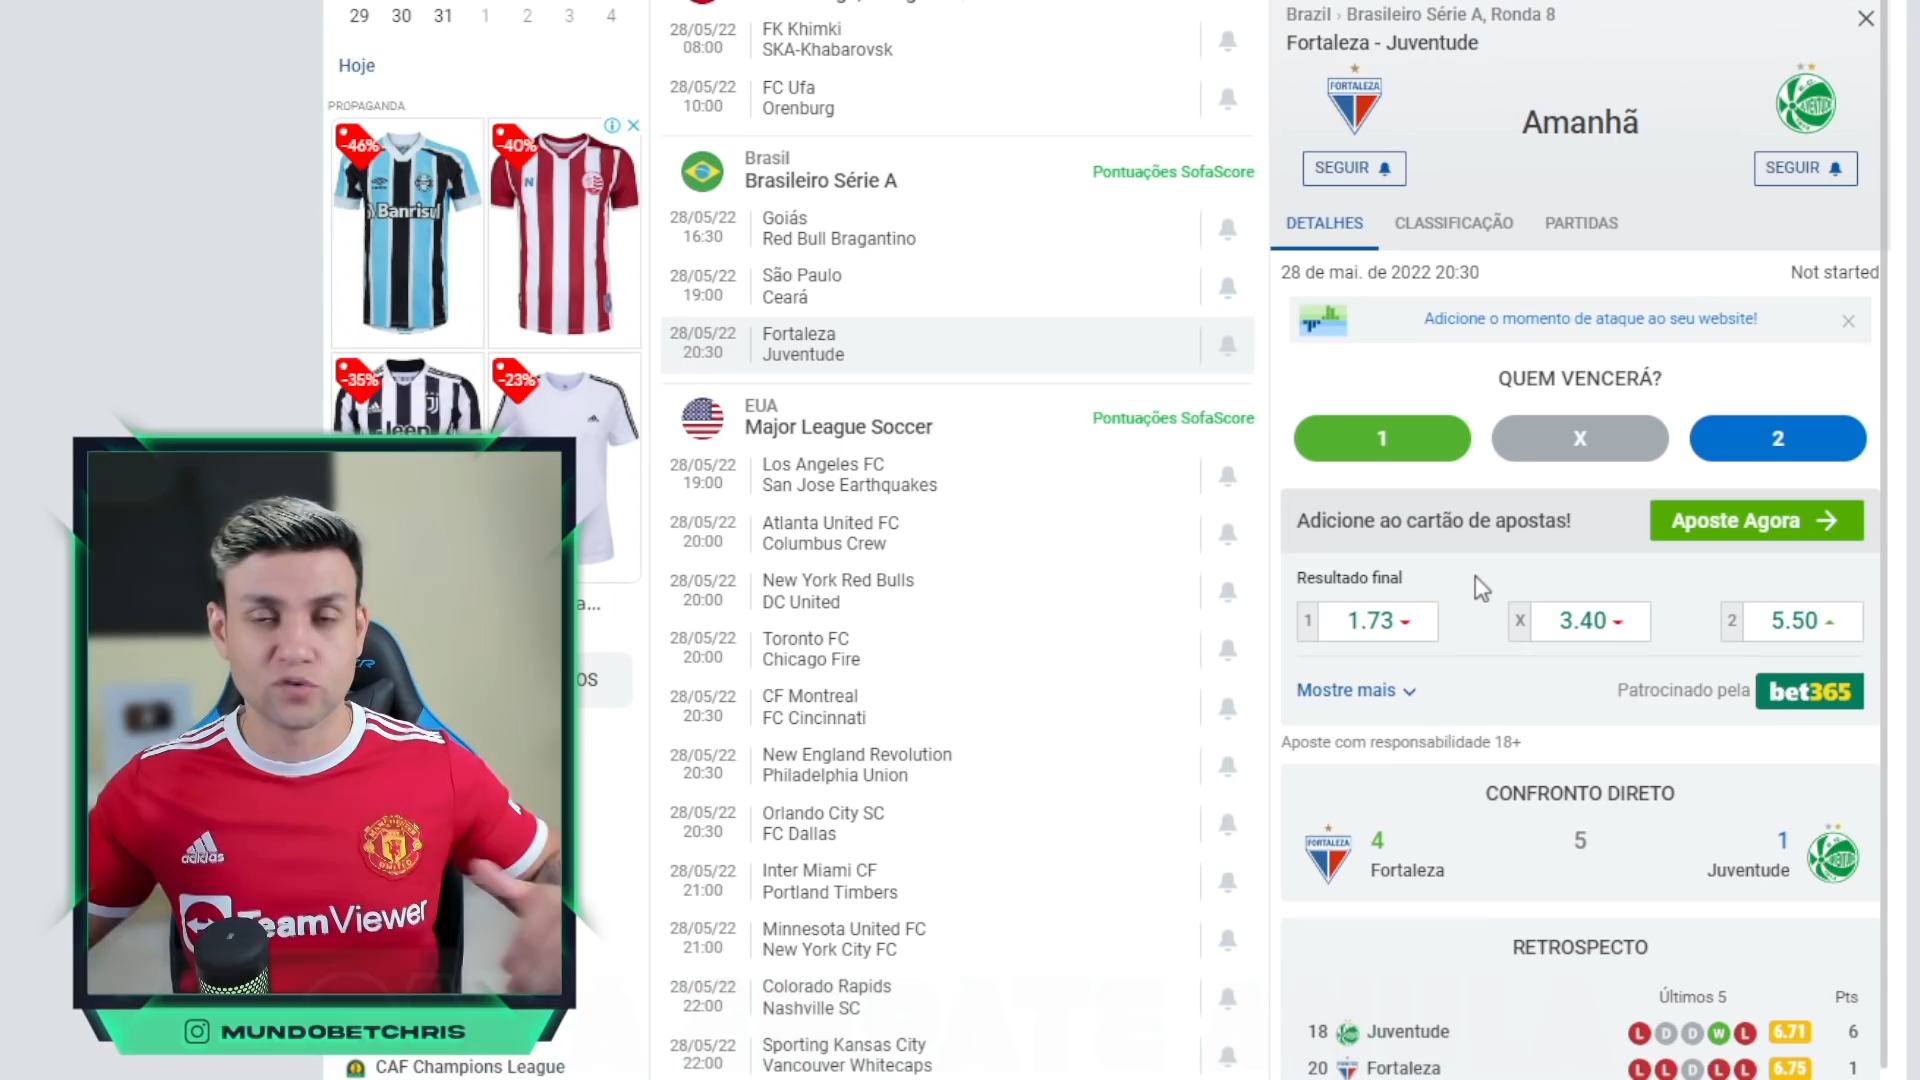 29 30 31 1 2 3 4
Hoje
PROPAGANDA
-46%
-40%
Banrisul
N
-35%
-23%
Jeep
adidas
TeamViewer
MUNDOBETCHRIS
CAF Champions League
a...
OS
28/05/22 FK Khimki
08:00 SKA-Khabarovsk
28/05/22 FC Ufa
10:00 Orenburg
Brasil
Brasileiro Série A
Pontuações SofaScore
28/05/22 Goiás
16:30 Red Bull Bragantino
28/05/22 São Paulo
19:00 Ceará
28/05/22 Fortaleza
20:30 Juventude
EUA
Major League Soccer
Pontuações SofaScore
28/05/22 Los Angeles FC
19:00 San Jose Earthquakes
28/05/22 Atlanta United FC
20:00 Columbus Crew
28/05/22 New York Red Bulls
20:00 DC United
28/05/22 Toronto FC
20:00 Chicago Fire
28/05/22 CF Montreal
20:30 FC Cincinnati
28/05/22 New England Revolution
20:30 Philadelphia Union
28/05/22 Orlando City SC
20:30 FC Dallas
28/05/22 Inter Miami CF
21:00 Portland Timbers
28/05/22 Minnesota United FC
21:00 New York City FC
28/05/22 Colorado Rapids
22:00 Nashville SC
28/05/22 Sporting Kansas City
22:00 Vancouver Whitecaps
Brazil › Brasileiro Série A, Ronda 8
Fortaleza - Juventude
FORTALEZA
Amanhã
SEGUIR
SEGUIR
DETALHES CLASSIFICAÇÃO PARTIDAS
28 de mai. de 2022 20:30 Not started
Adicione o momento de ataque ao seu website!
QUEM VENCERÁ?
1 X 2
Adicione ao cartão de apostas! Aposte Agora
Resultado final
1 1.73 X 3.40 2 5.50
Mostre mais Patrocinado pela bet365
Aposte com responsabilidade 18+
CONFRONTO DIRETO
FORTALEZA
4 5 1
Fortaleza Juventude
RETROSPECTO
Últimos 5 Pts
18 Juventude L D D W L 6.71 6
20 Fortaleza L L D L L 6.75 1